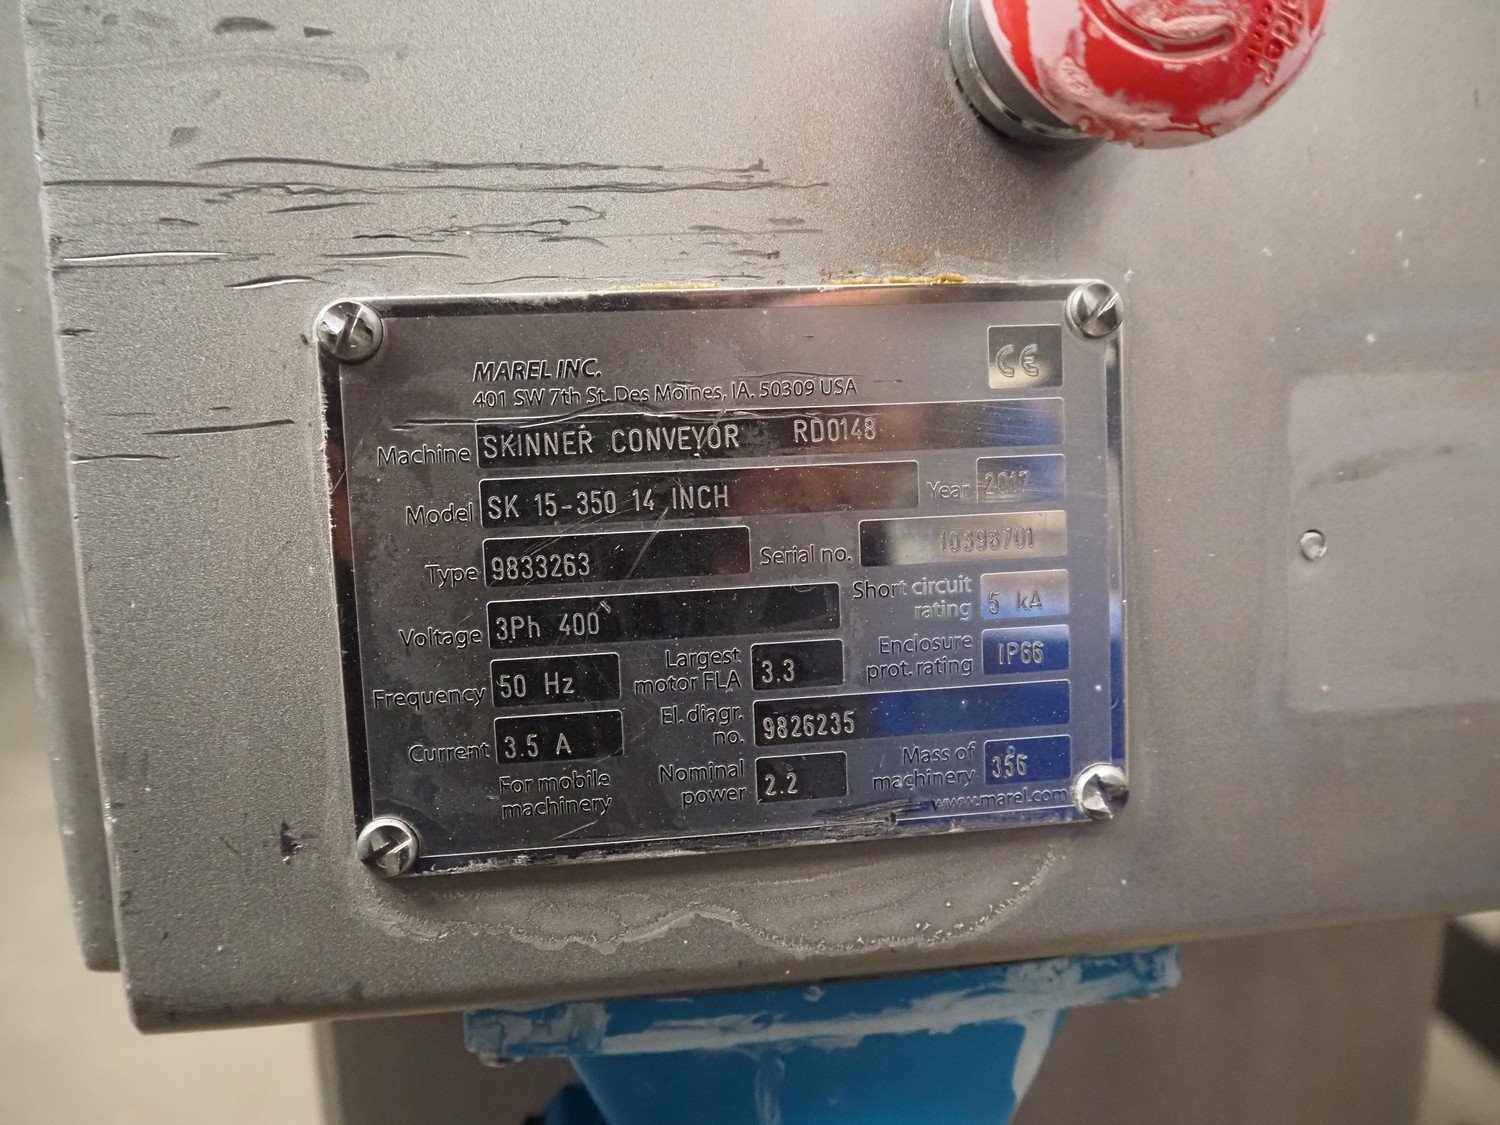 MAREL INC.
401 SW 7th St. Des Moines, IA. 50309 USA
CE
Machine SKINNER CONVEYOR RD0148
Model SK 15-350 14 INCH Year 2017
Type 9833263 Serial no. 10398701
Voltage 3Ph 400 Short circuit rating 5 kA
Frequency 50 Hz Largest motor FLA 3.3 Enclosure prot. rating IP66
Current 3.5 A El. diagr. no. 9826235
For mobile machinery Nominal power 2.2 Mass of machinery 356
www.marel.com